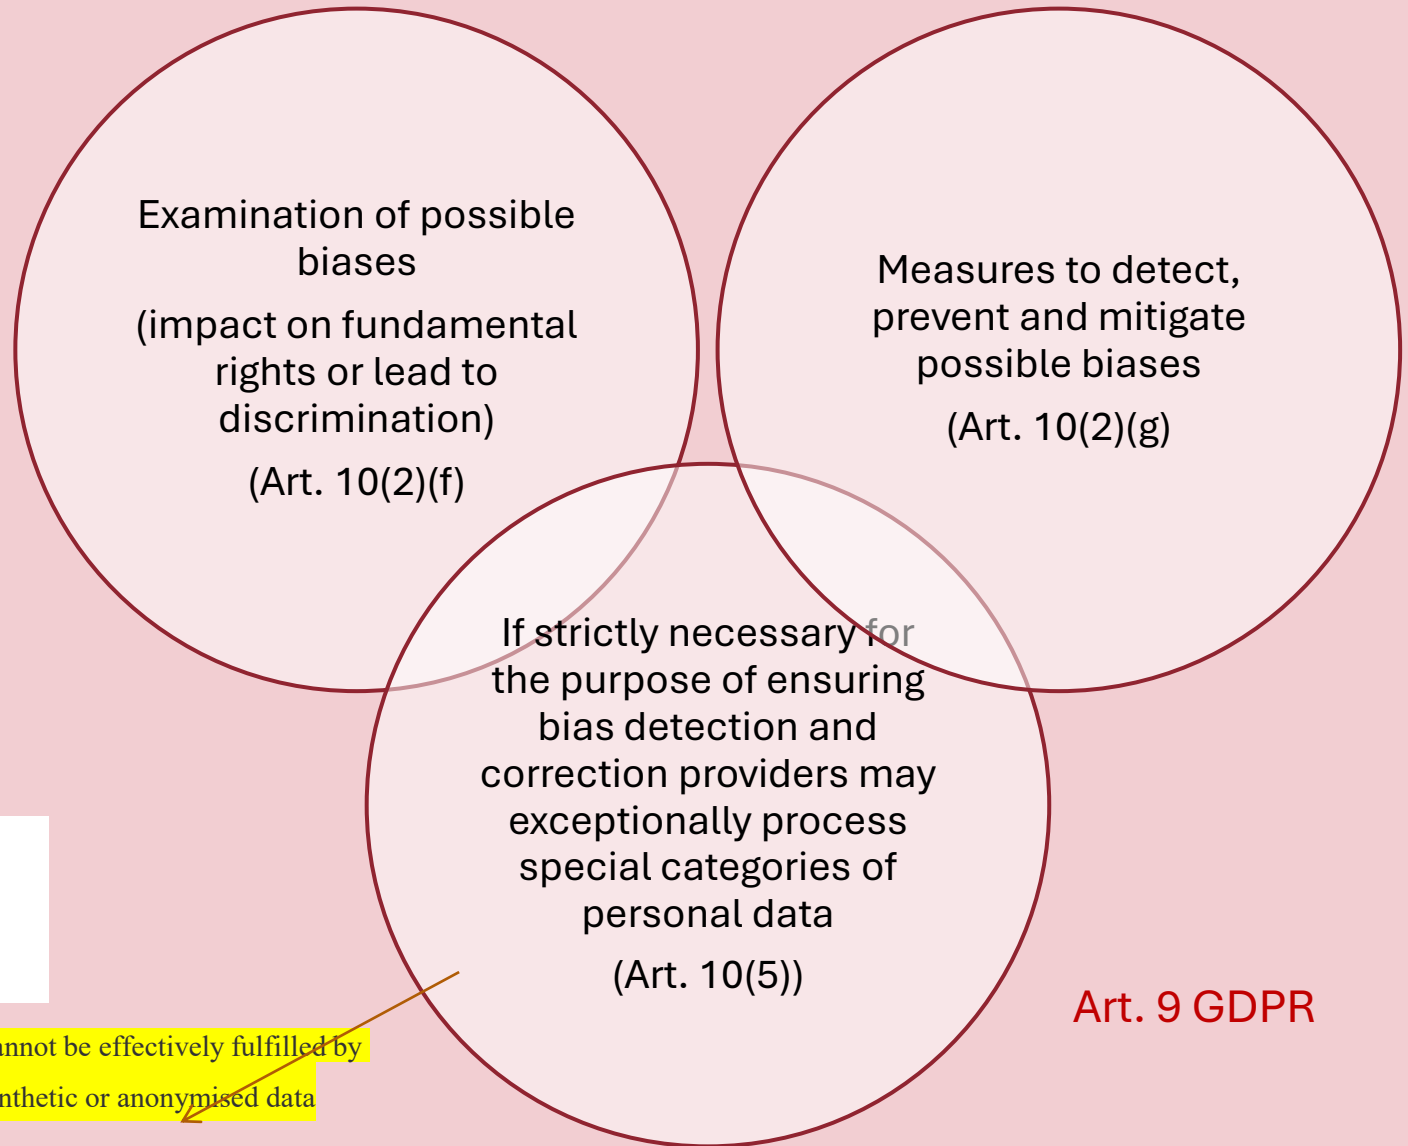 Examination of possible
biases
(impact on fundamental
rights or lead to
discrimination)
(Art. 10(2)(f)
Measures to detect,
prevent and mitigate
possible biases
(Art. 10(2)(g)
If strictly necessary for
the purpose of ensuring
bias detection and
correction providers may
exceptionally process
special categories of
personal data
(Art. 10(5))
Art. 9 GDPR
be effectively fulfilled by
or anonymised data